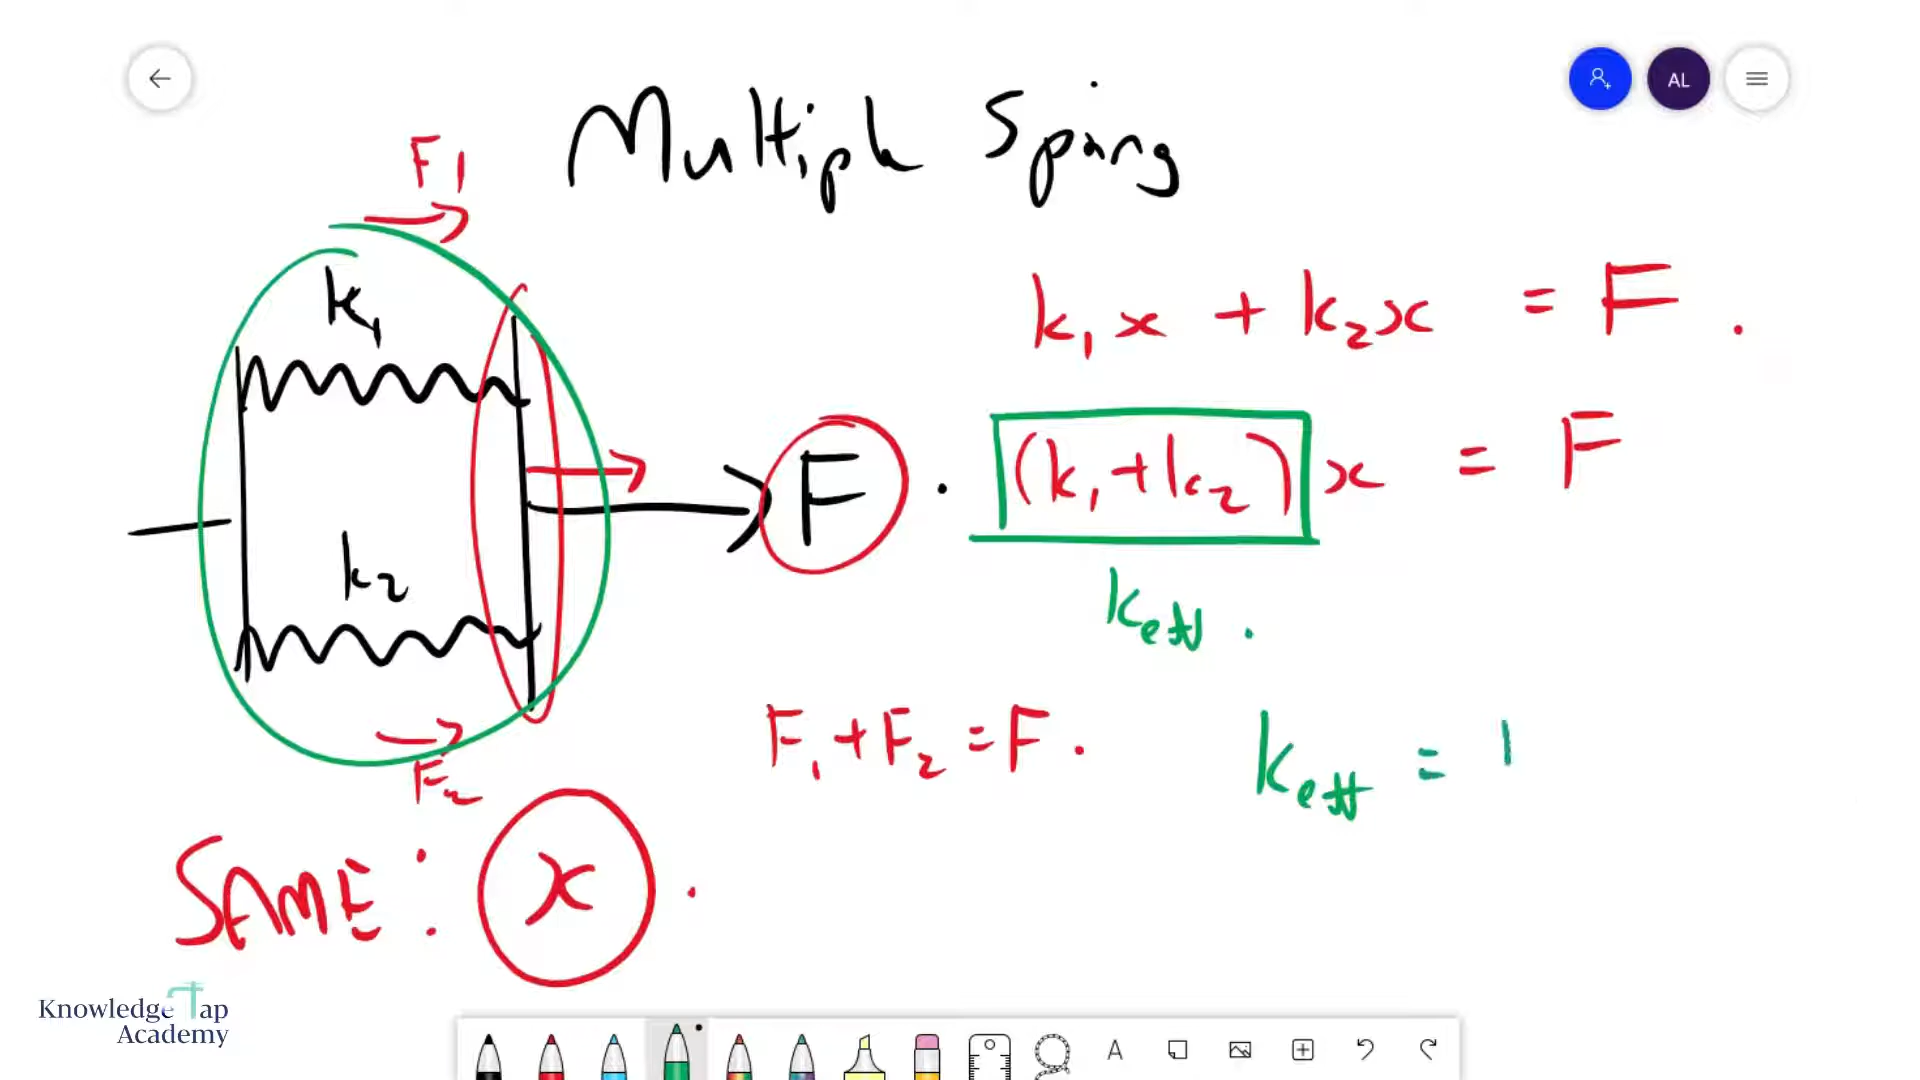 AL
Multiple Spring
F1
k₁
k₁x + k₂x = F .
F .
(k₁+k₂)x = F
k₂
keff .
F₁+F₂ = F .
keff =
F₂
SAME : x .
Knowledge Tap
Academy
A